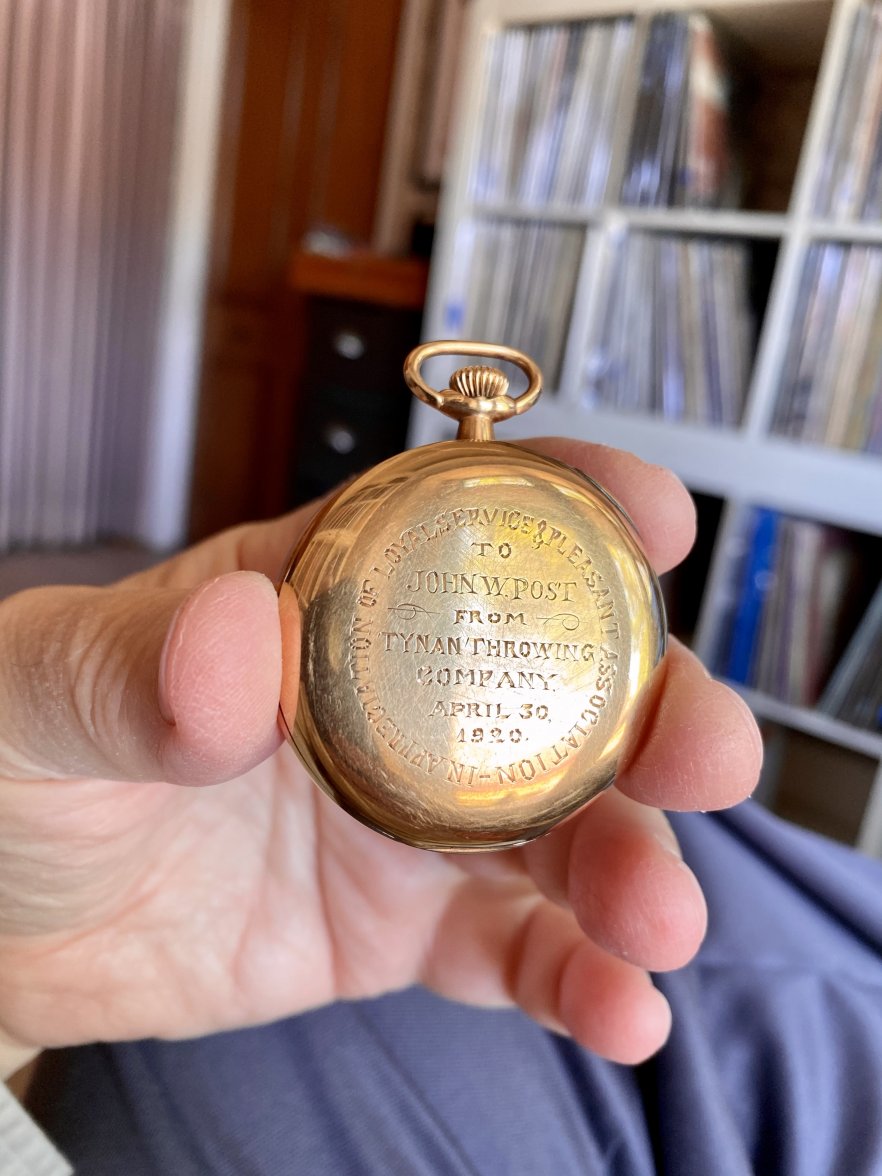 IN APPRECIATION OF LOYAL SERVICE & PLEASANT ASSOCIATION
TO
JOHN W. POST
FROM
TYNAN THROWING
COMPANY.
APRIL 30,
1920.